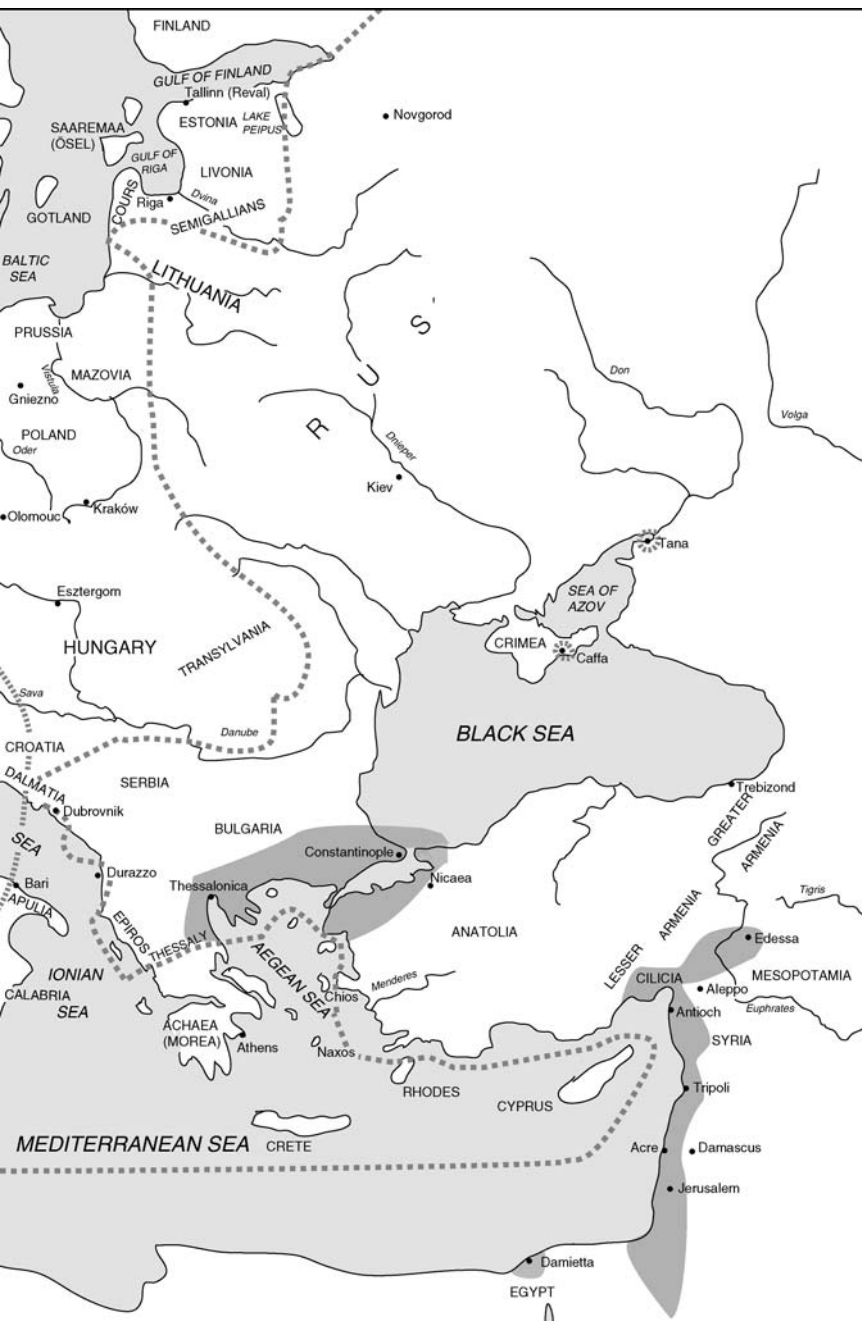 FINLAND
GULF OF FINLAND
Tallinn (Reval)
ESTONIA
LAKE
PEIPUS
Novgorod
SAAREMAA
(ÖSEL)
GULF OF
RIGA
LIVONIA
COURS
Riga
Dvina
SEMIGALLIANS
GOTLAND
BALTIC
SEA
LITHUANIA
RUS
PRUSSIA
MAZOVIA
Vistula
Gniezno
POLAND
Oder
Don
Volga
Dnieper
Kiev
Kraków
Olomouc
Tana
Esztergom
SEA OF
AZOV
HUNGARY
TRANSYLVANIA
CRIMEA
Caffa
Sava
Danube
BLACK SEA
CROATIA
DALMATIA
SERBIA
Dubrovnik
Trebizond
GREATER
ARMENIA
BULGARIA
Constantinople
SEA
Durazzo
Thessalonica
Nicaea
Bari
APULIA
EPIROS
THESSALY
AEGEAN SEA
ANATOLIA
LESSER
ARMENIA
Tigris
Edessa
IONIAN
SEA
CALABRIA
Chios
Menderes
CILICIA
Aleppo
MESOPOTAMIA
Euphrates
Antioch
ACHAEA
(MOREA)
Athens
Naxos
SYRIA
RHODES
CYPRUS
Tripoli
MEDITERRANEAN SEA
CRETE
Acre
Damascus
Jerusalem
Damietta
EGYPT